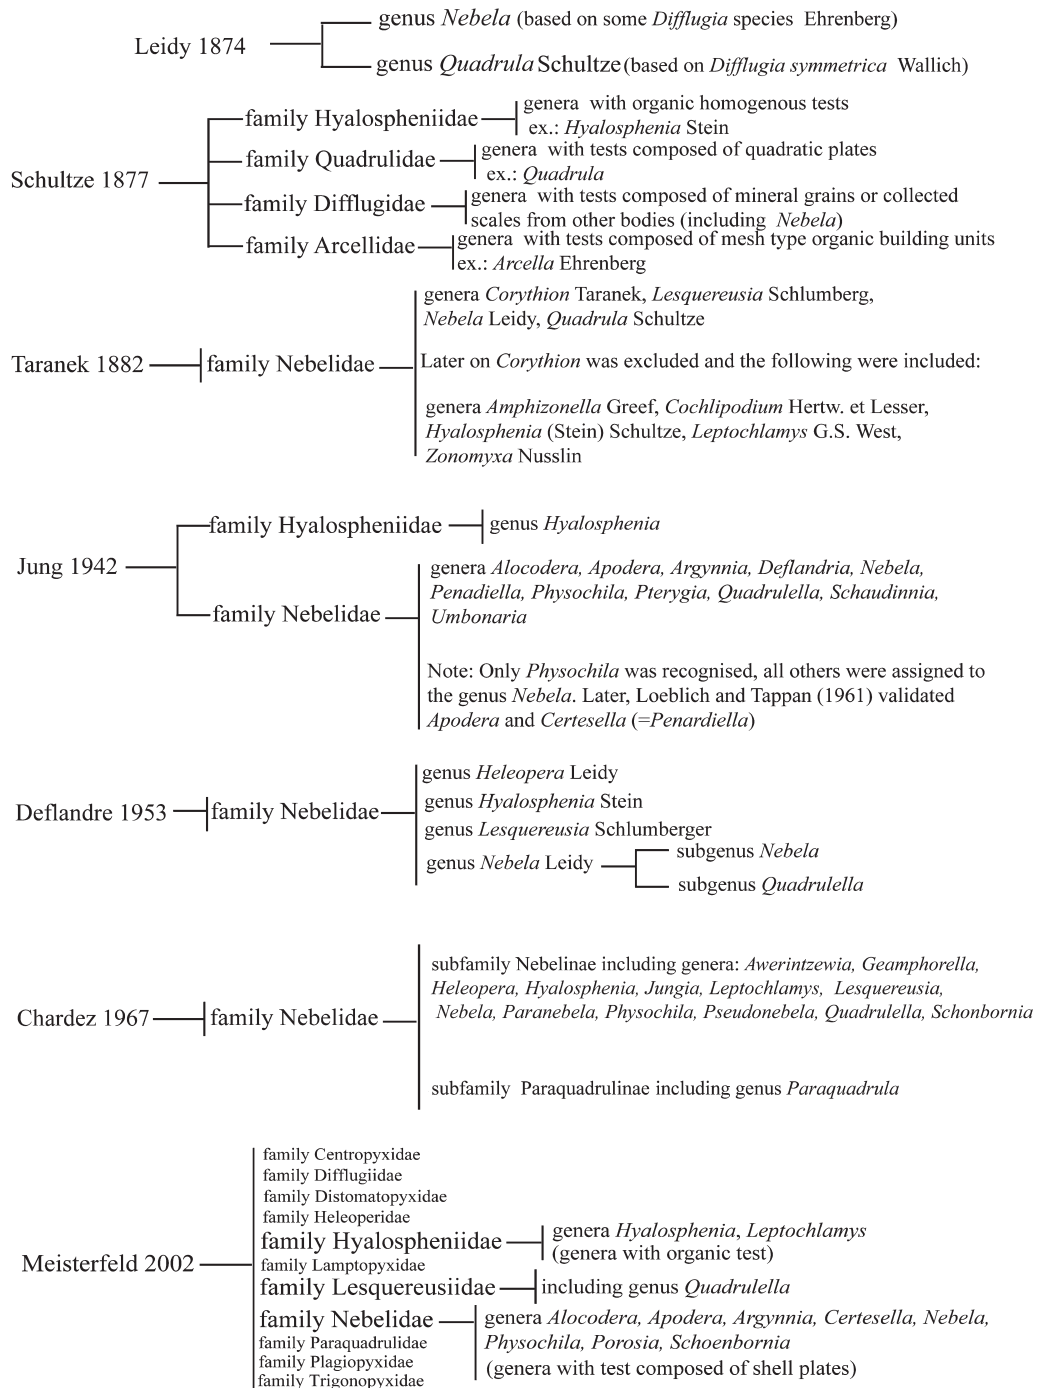 genus Nebela (based on some Difflugia species Ehrenberg)
Leidy 1874
genus Quadrula Schultze (based on Difflugia symmetrica Wallich)
family Hyalospheniidae
genera with organic homogenous tests
ex.: Hyalosphenia Stein
family Quadrulidae
genera with tests composed of quadratic plates
ex.: Quadrula
Schultze 1877
family Difflugidae
genera with tests composed of mineral grains or collected
scales from other bodies (including Nebela)
family Arcellidae
genera with tests composed of mesh type organic building units
ex.: Arcella Ehrenberg
genera Corythion Taranek, Lesquereusia Schlumberg,
Nebela Leidy, Quadrula Schultze
Taranek 1882
family Nebelidae
Later on Corythion was excluded and the following were included:
genera Amphizonella Greef, Cochlipodium Hertw. et Lesser,
Hyalosphenia (Stein) Schultze, Leptochlamys G.S. West,
Zonomyxa Nusslin
family Hyalospheniidae
genus Hyalosphenia
Jung 1942
genera Alocodera, Apodera, Argynnia, Deflandria, Nebela,
Penadiella, Physochila, Pterygia, Quadrulella, Schaudinnia,
Umbonaria
family Nebelidae
Note: Only Physochila was recognised, all others were assigned to
the genus Nebela. Later, Loeblich and Tappan (1961) validated
Apodera and Certesella (=Penardiella)
genus Heleopera Leidy
genus Hyalosphenia Stein
Deflandre 1953
family Nebelidae
genus Lesquereusia Schlumberger
genus Nebela Leidy
subgenus Nebela
subgenus Quadrulella
subfamily Nebelinae including genera: Awerintzewia, Geamphorella,
Heleopera, Hyalosphenia, Jungia, Leptochlamys, Lesquereusia,
Nebela, Paranebela, Physochila, Pseudonebela, Quadrulella, Schonbornia
Chardez 1967
family Nebelidae
subfamily Paraquadrulinae including genus Paraquadrula
family Centropyxidae
family Difflugiidae
family Distomatopyxidae
family Heleoperidae
family Hyalospheniidae
genera Hyalosphenia, Leptochlamys
(genera with organic test)
Meisterfeld 2002
family Lamptopyxidae
family Lesquereusiidae
including genus Quadrulella
family Nebelidae
genera Alocodera, Apodera, Argynnia, Certesella, Nebela,
Physochila, Porosia, Schoenbornia
(genera with test composed of shell plates)
family Paraquadrulidae
family Plagiopyxidae
family Trigonopyxidae